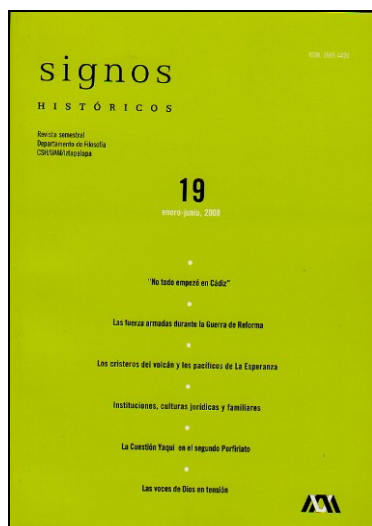 signos
HISTÓRICOS
Revista semestral
Departamento de Filosofía
CSH/UAM/Iztapalapa
19
enero-junio, 2008
"No todo empezó en Cádiz"
Las fuerza armadas durante la Guerra de Reforma
Los cristeros del volcán y los pacíficos de La Esperanza
Instituciones, culturas jurídicas y familiares
La Cuestión Yaqui en el segundo Porfiriato
Las voces de Dios en tensión